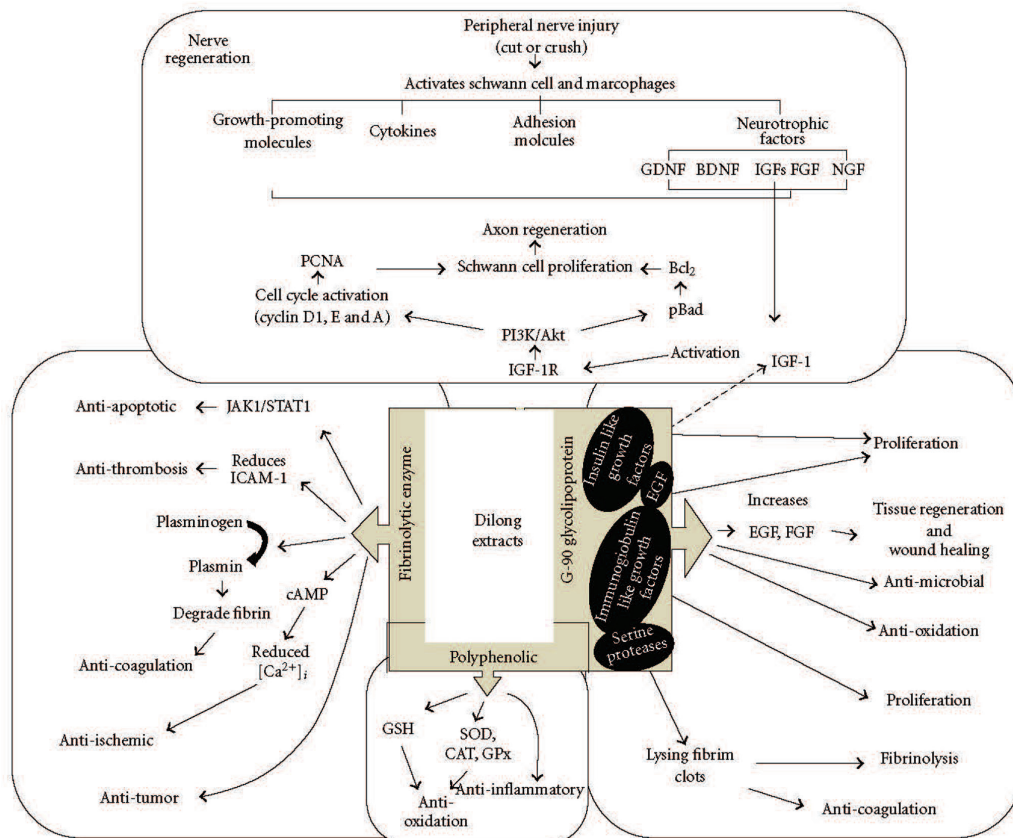 Nerve
regeneration
Peripheral nerve injury
(cut or crush)
Activates schwann cell and marcophages
Growth-promoting
molecules
Cytokines
Adhesion
molcules
Neurotrophic
factors
GDNF BDNF IGFs FGF NGF
Axon regeneration
PCNA
Schwann cell proliferation
Bcl₂
Cell cycle activation
(cyclin D1, E and A)
pBad
PI3K/Akt
Activation
IGF-1R
IGF-1
Anti-apoptotic
JAK1/STAT1
Anti-thrombosis
Reduces
ICAM-1
Plasminogen
Plasmin
cAMP
Degrade fibrin
Reduced
[Ca²⁺]ᵢ
Anti-coagulation
Anti-ischemic
Anti-tumor
Fibrinolytic enzyme
Dilong
extracts
G-90 glycolipoprotein
Insulin like
growth
factors
EGF
Immunogiobulin
like growth
factors
Serine
proteases
Polyphenolic
GSH
SOD,
CAT, GPx
Anti-inflammatory
Anti-
oxidation
Proliferation
Increases
EGF, FGF
Tissue regeneration
and
wound healing
Anti-microbial
Anti-oxidation
Proliferation
Lysing fibrim
clots
Fibrinolysis
Anti-coagulation